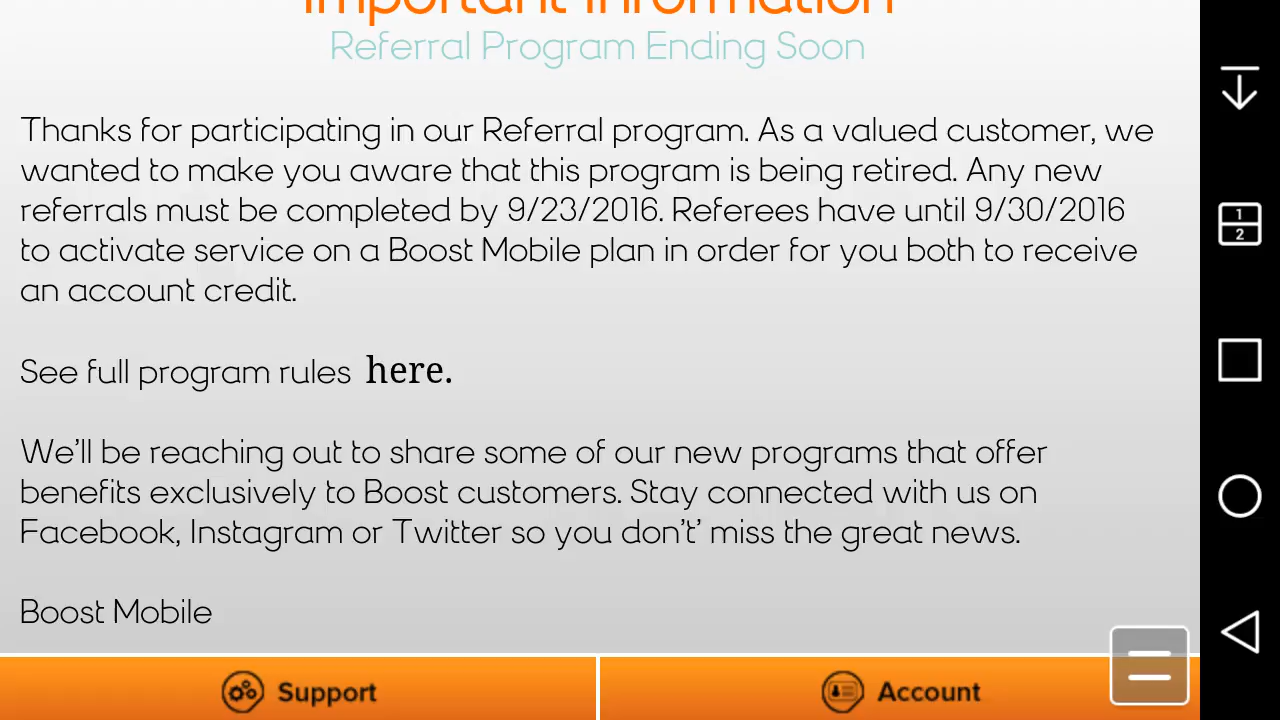 Important Information
Referral Program Ending Soon
Thanks for participating in our Referral program. As a valued customer, we
wanted to make you aware that this program is being retired. Any new
referrals must be completed by 9/23/2016. Referees have until 9/30/2016
to activate service on a Boost Mobile plan in order for you both to receive
an account credit.
See full program rules here.
We'll be reaching out to share some of our new programs that offer
benefits exclusively to Boost customers. Stay connected with us on
Facebook, Instagram or Twitter so you don't' miss the great news.
Boost Mobile
Support
Account
1
2